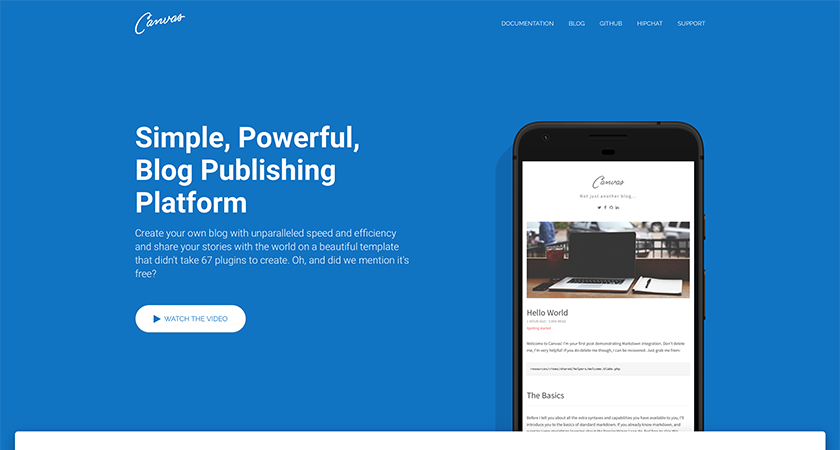 Canvas
DOCUMENTATION
BLOG
GITHUB
HIPCHAT
SUPPORT
Simple, Powerful,
Blog Publishing
Platform
Create your own blog with unparalleled speed and efficiency
and share your stories with the world on a beautiful template
that didn't take 67 plugins to create. Oh, and did we mention it's
free?
WATCH THE VIDEO
Canvas
Not just another blog...
Hello World
Getting started
Welcome to Canvas! I'm your first post demonstrating Markdown integration. Don't delete
me, I'm very helpful! If you do delete me though, I can be recovered. Just grab me from:
The Basics
Before I tell you about all the extra syntaxes and capabilities you have available to you, I'll
introduce you to the basics of standard markdown. If you already know markdown, and